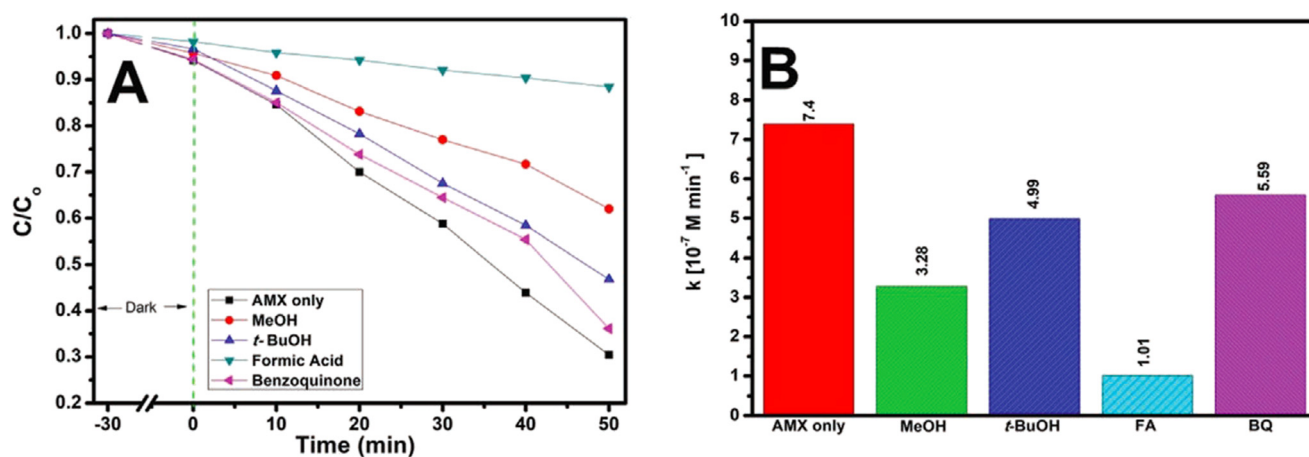 A
C/C₀
1.0
0.9
0.8
0.7
0.6
0.5
0.4
0.3
0.2
Dark
AMX only
MeOH
t-BuOH
Formic Acid
Benzoquinone
-30 0 10 20 30 40 50
Time (min)
B
k [10⁻⁷ M min⁻¹]
10
9
8
7
6
5
4
3
2
1
0
7.4
3.28
4.99
1.01
5.59
AMX only MeOH t-BuOH FA BQ